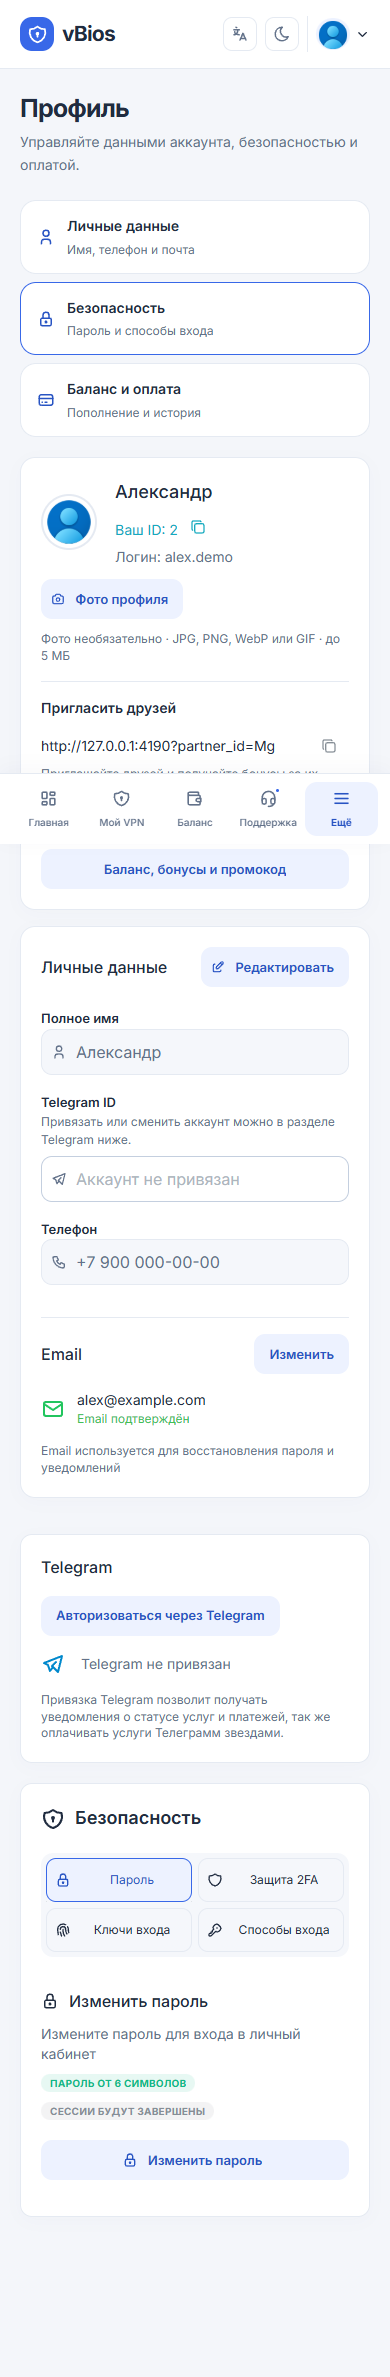 vBios
Профиль
Управляйте данными аккаунта, безопасностью и
оплатой.
Личные данные
Имя, телефон и почта
Безопасность
Пароль и способы входа
Баланс и оплата
Пополнение и история
Александр
Ваш ID: 2
Логин: alex.demo
Фото профиля
Фото необязательно · JPG, PNG, WebP или GIF · до
5 МБ
Пригласить друзей
http://127.0.0.1:4190?partner_id=Mg
Приглашайте друзей и получайте бонусы за их
Главная
Мой VPN
Баланс
Поддержка
Ещё
Баланс, бонусы и промокод
Личные данные
Редактировать
Полное имя
Александр
Telegram ID
Привязать или сменить аккаунт можно в разделе
Telegram ниже.
Аккаунт не привязан
Телефон
+7 900 000-00-00
Email
Изменить
alex@example.com
Email подтверждён
Email используется для восстановления пароля и
уведомлений
Telegram
Авторизоваться через Telegram
Telegram не привязан
Привязка Telegram позволит получать
уведомления о статусе услуг и платежей, так же
оплачивать услуги Телеграмм звездами.
Безопасность
Пароль
Защита 2FA
Ключи входа
Способы входа
Изменить пароль
Измените пароль для входа в личный
кабинет
ПАРОЛЬ ОТ 6 СИМВОЛОВ
СЕССИИ БУДУТ ЗАВЕРШЕНЫ
Изменить пароль